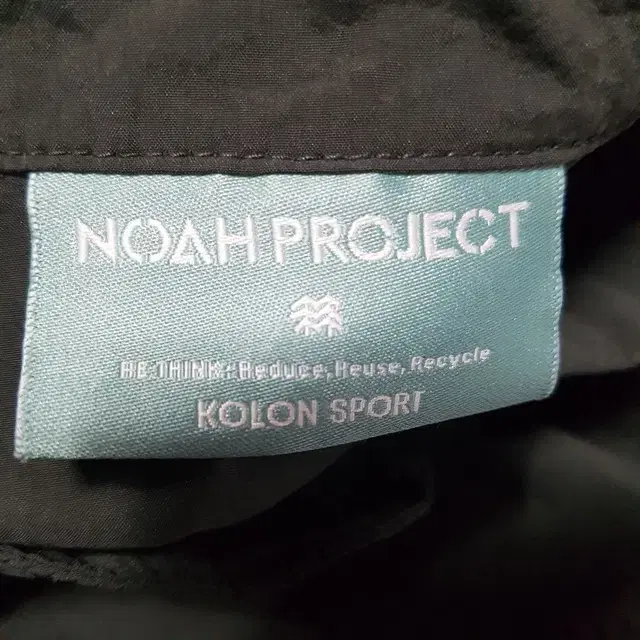 NOAH PROJECT
RE-THINK: Reduce, Reuse, Recycle
KOLON SPORT